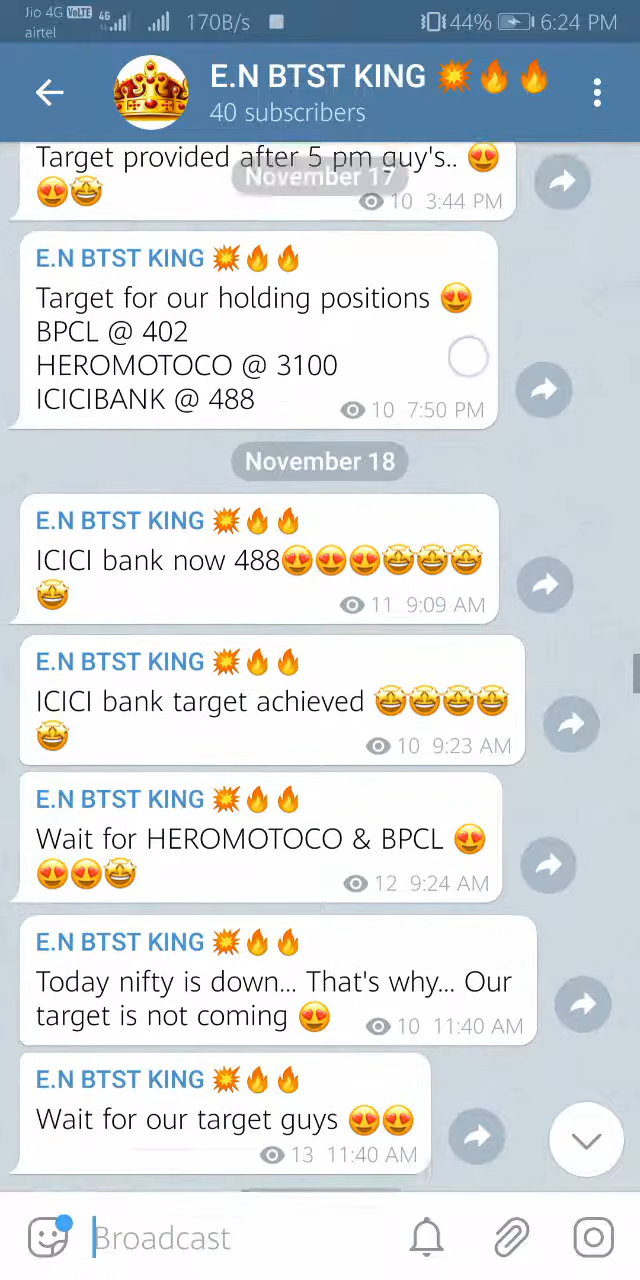 Jio 4G VoLTE 4G 170B/s 44% 6:24 PM
airtel
E.N BTST KING 💥🔥🔥
40 subscribers
Target provided after 5 pm guy's.. 😍
😍🤩 10 3:44 PM
November 17
E.N BTST KING 💥🔥🔥
Target for our holding positions 😍
BPCL @ 402
HEROMOTOCO @ 3100
ICICIBANK @ 488 10 7:50 PM
November 18
E.N BTST KING 💥🔥🔥
ICICI bank now 488😍😍😍🤩🤩🤩
🤩 11 9:09 AM
E.N BTST KING 💥🔥🔥
ICICI bank target achieved 🤩🤩🤩🤩
🤩 10 9:23 AM
E.N BTST KING 💥🔥🔥
Wait for HEROMOTOCO & BPCL 😍
😍😍🤩 12 9:24 AM
E.N BTST KING 💥🔥🔥
Today nifty is down... That's why... Our
target is not coming 😍 10 11:40 AM
E.N BTST KING 💥🔥🔥
Wait for our target guys 😍😍
13 11:40 AM
Broadcast